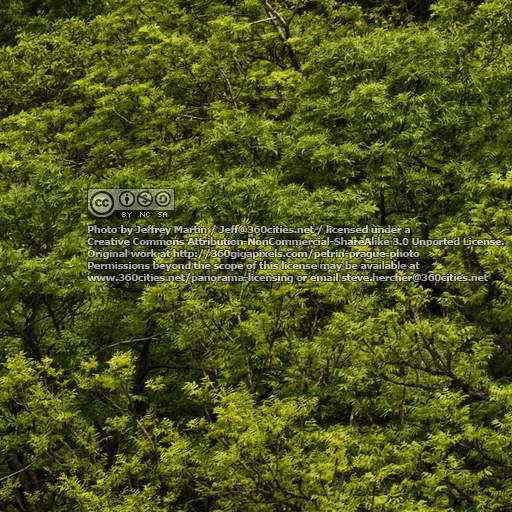 cc
BY NC SA
Photo by Jeffrey Martin / Jeff@360cities.net / licensed under a
Creative Commons Attribution-NonCommercial-ShareAlike 3.0 Unported License.
Original work at http://360gigapixels.com/petrin-prague-photo
Permissions beyond the scope of this license may be available at
www.360cities.net/panorama-licensing or email steve.hercher@360cities.net